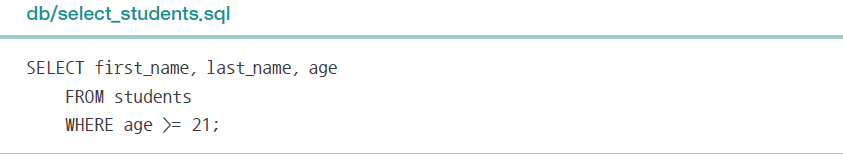 db/select_students.sql
SELECT first_name, last_name, age
FROM students
WHERE age >= 21;